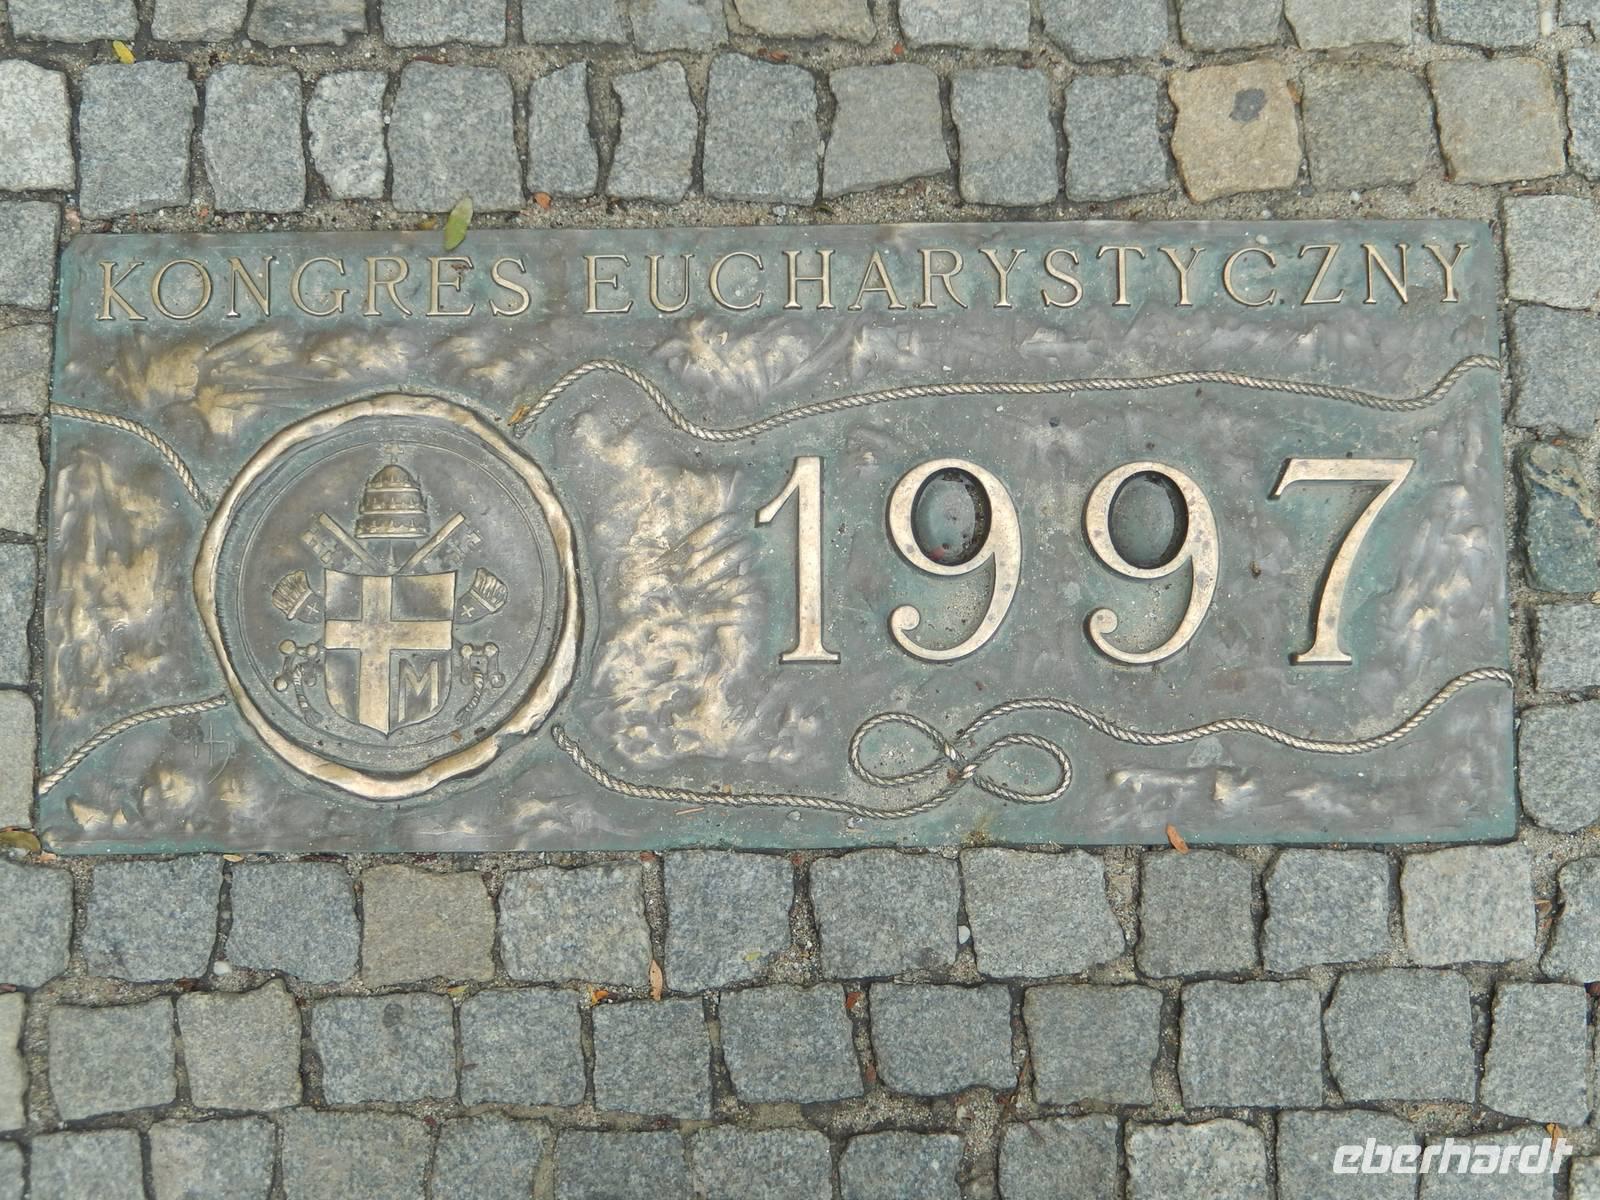 KONGRES EUCHARYSTYCZNY
1997
M
eberhardt